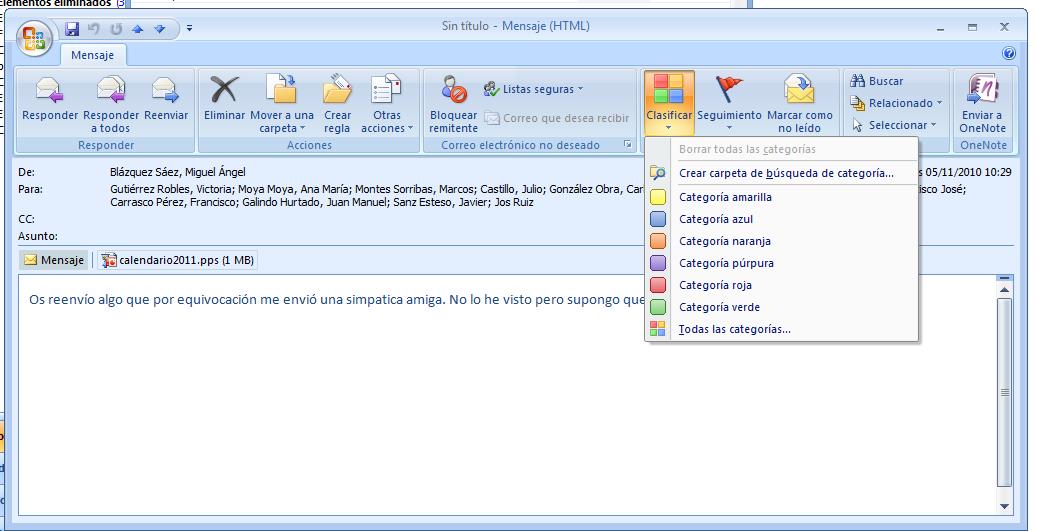 Elementos eliminados (3
Sin título - Mensaje (HTML)
Mensaje
Responder
Responder a todos
Reenviar
Responder
Eliminar
Mover a una carpeta
Crear regla
Otras acciones
Acciones
Bloquear remitente
Listas seguras
Correo que desea recibir
Correo electrónico no deseado
Clasificar
Seguimiento
Marcar como no leído
Buscar
Relacionado
Seleccionar
Enviar a OneNote
OneNote
Borrar todas las categorías
Crear carpeta de búsqueda de categoría...
Categoría amarilla
Categoría azul
Categoría naranja
Categoría púrpura
Categoría roja
Categoría verde
Todas las categorías...
De: Blázquez Sáez, Miguel Ángel
05/11/2010 10:29
Para: Gutiérrez Robles, Victoria; Moya Moya, Ana María; Montes Sorribas, Marcos; Castillo, Julio; González Obra, Car
José;
Carrasco Pérez, Francisco; Galindo Hurtado, Juan Manuel; Sanz Esteso, Javier; Jos Ruiz
CC:
Asunto:
Mensaje
calendario2011.pps (1 MB)
Os reenvío algo que por equivocación me envió una simpatica amiga. No lo he visto pero supongo que